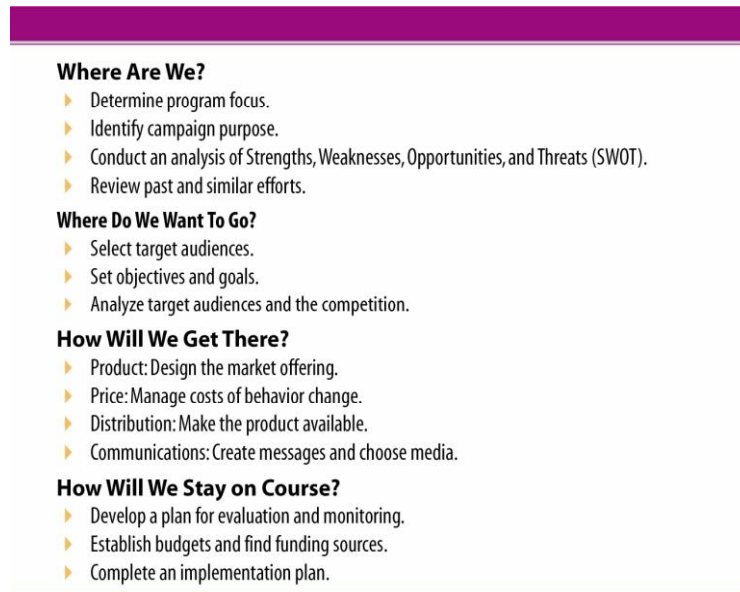 Where Are We?
Determine program focus.
Identify campaign purpose.
Conduct an analysis of Strengths, Weaknesses, Opportunities, and Threats (SWOT).
Review past and similar efforts.
Where Do We Want To Go?
Select target audiences.
Set objectives and goals.
Analyze target audiences and the competition.
How Will We Get There?
Product: Design the market offering.
Price: Manage costs of behavior change.
Distribution: Make the product available.
Communications: Create messages and choose media.
How Will We Stay on Course?
Develop a plan for evaluation and monitoring.
Establish budgets and find funding sources.
Complete an implementation plan.